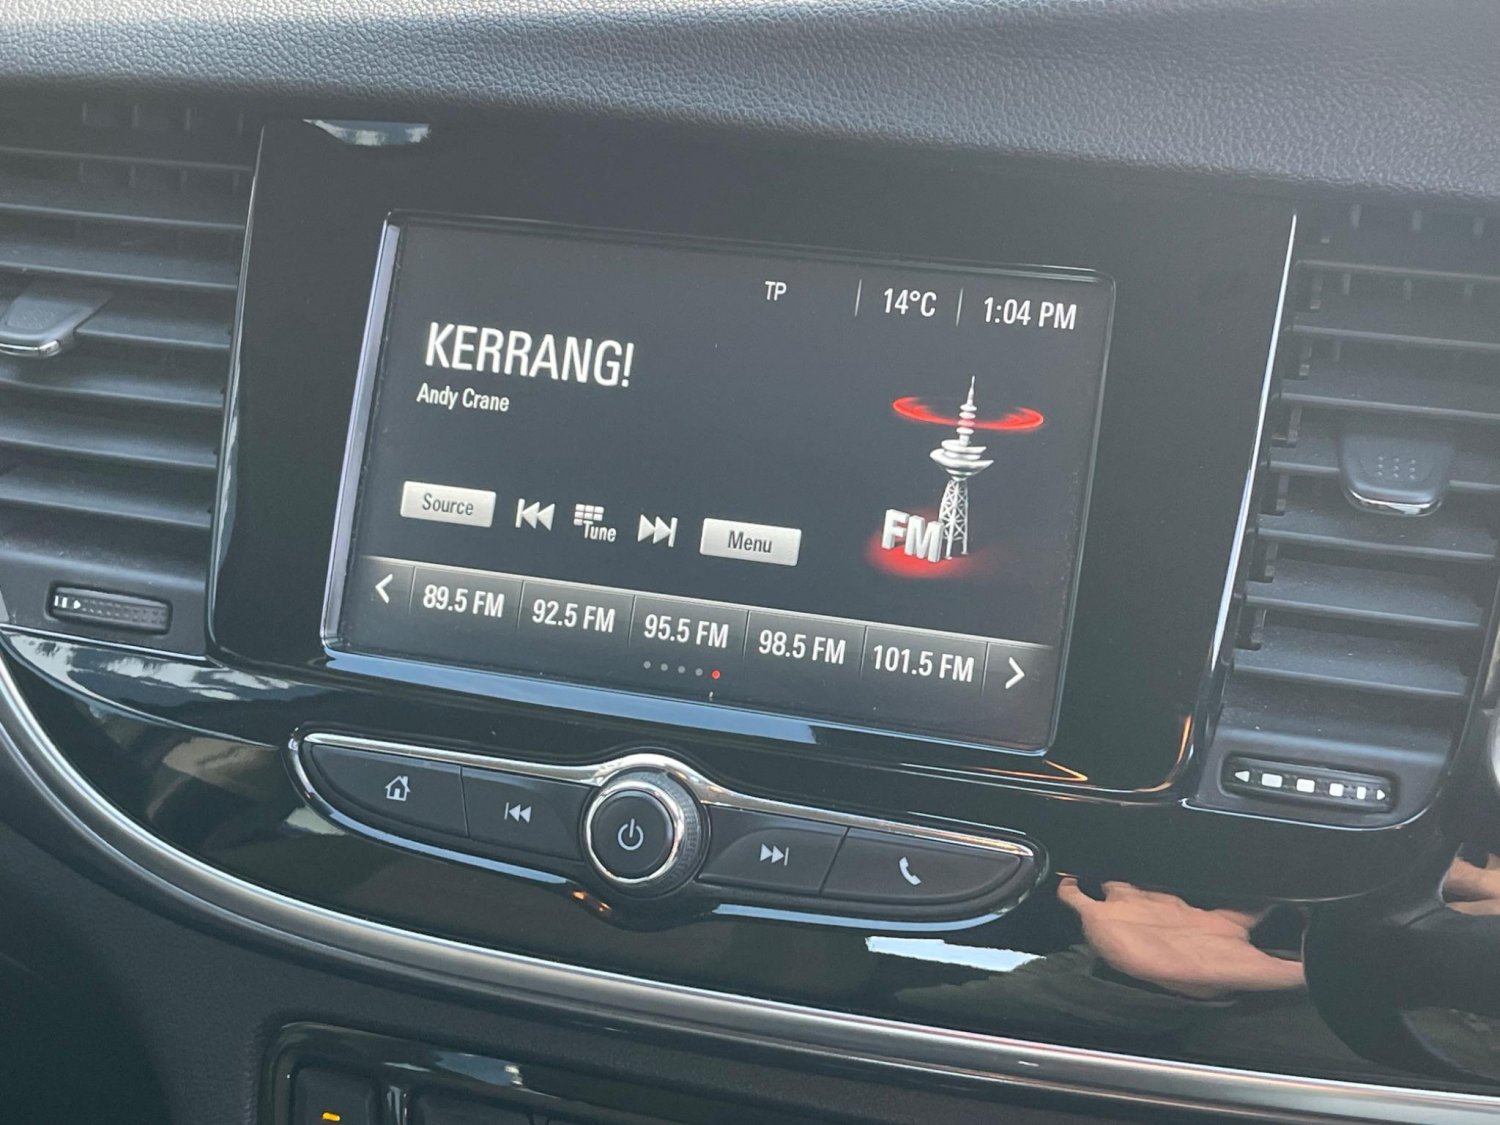 TP 14°C 1:04 PM
KERRANG!
Andy Crane
Source Tune Menu
FM
89.5 FM 92.5 FM 95.5 FM 98.5 FM 101.5 FM